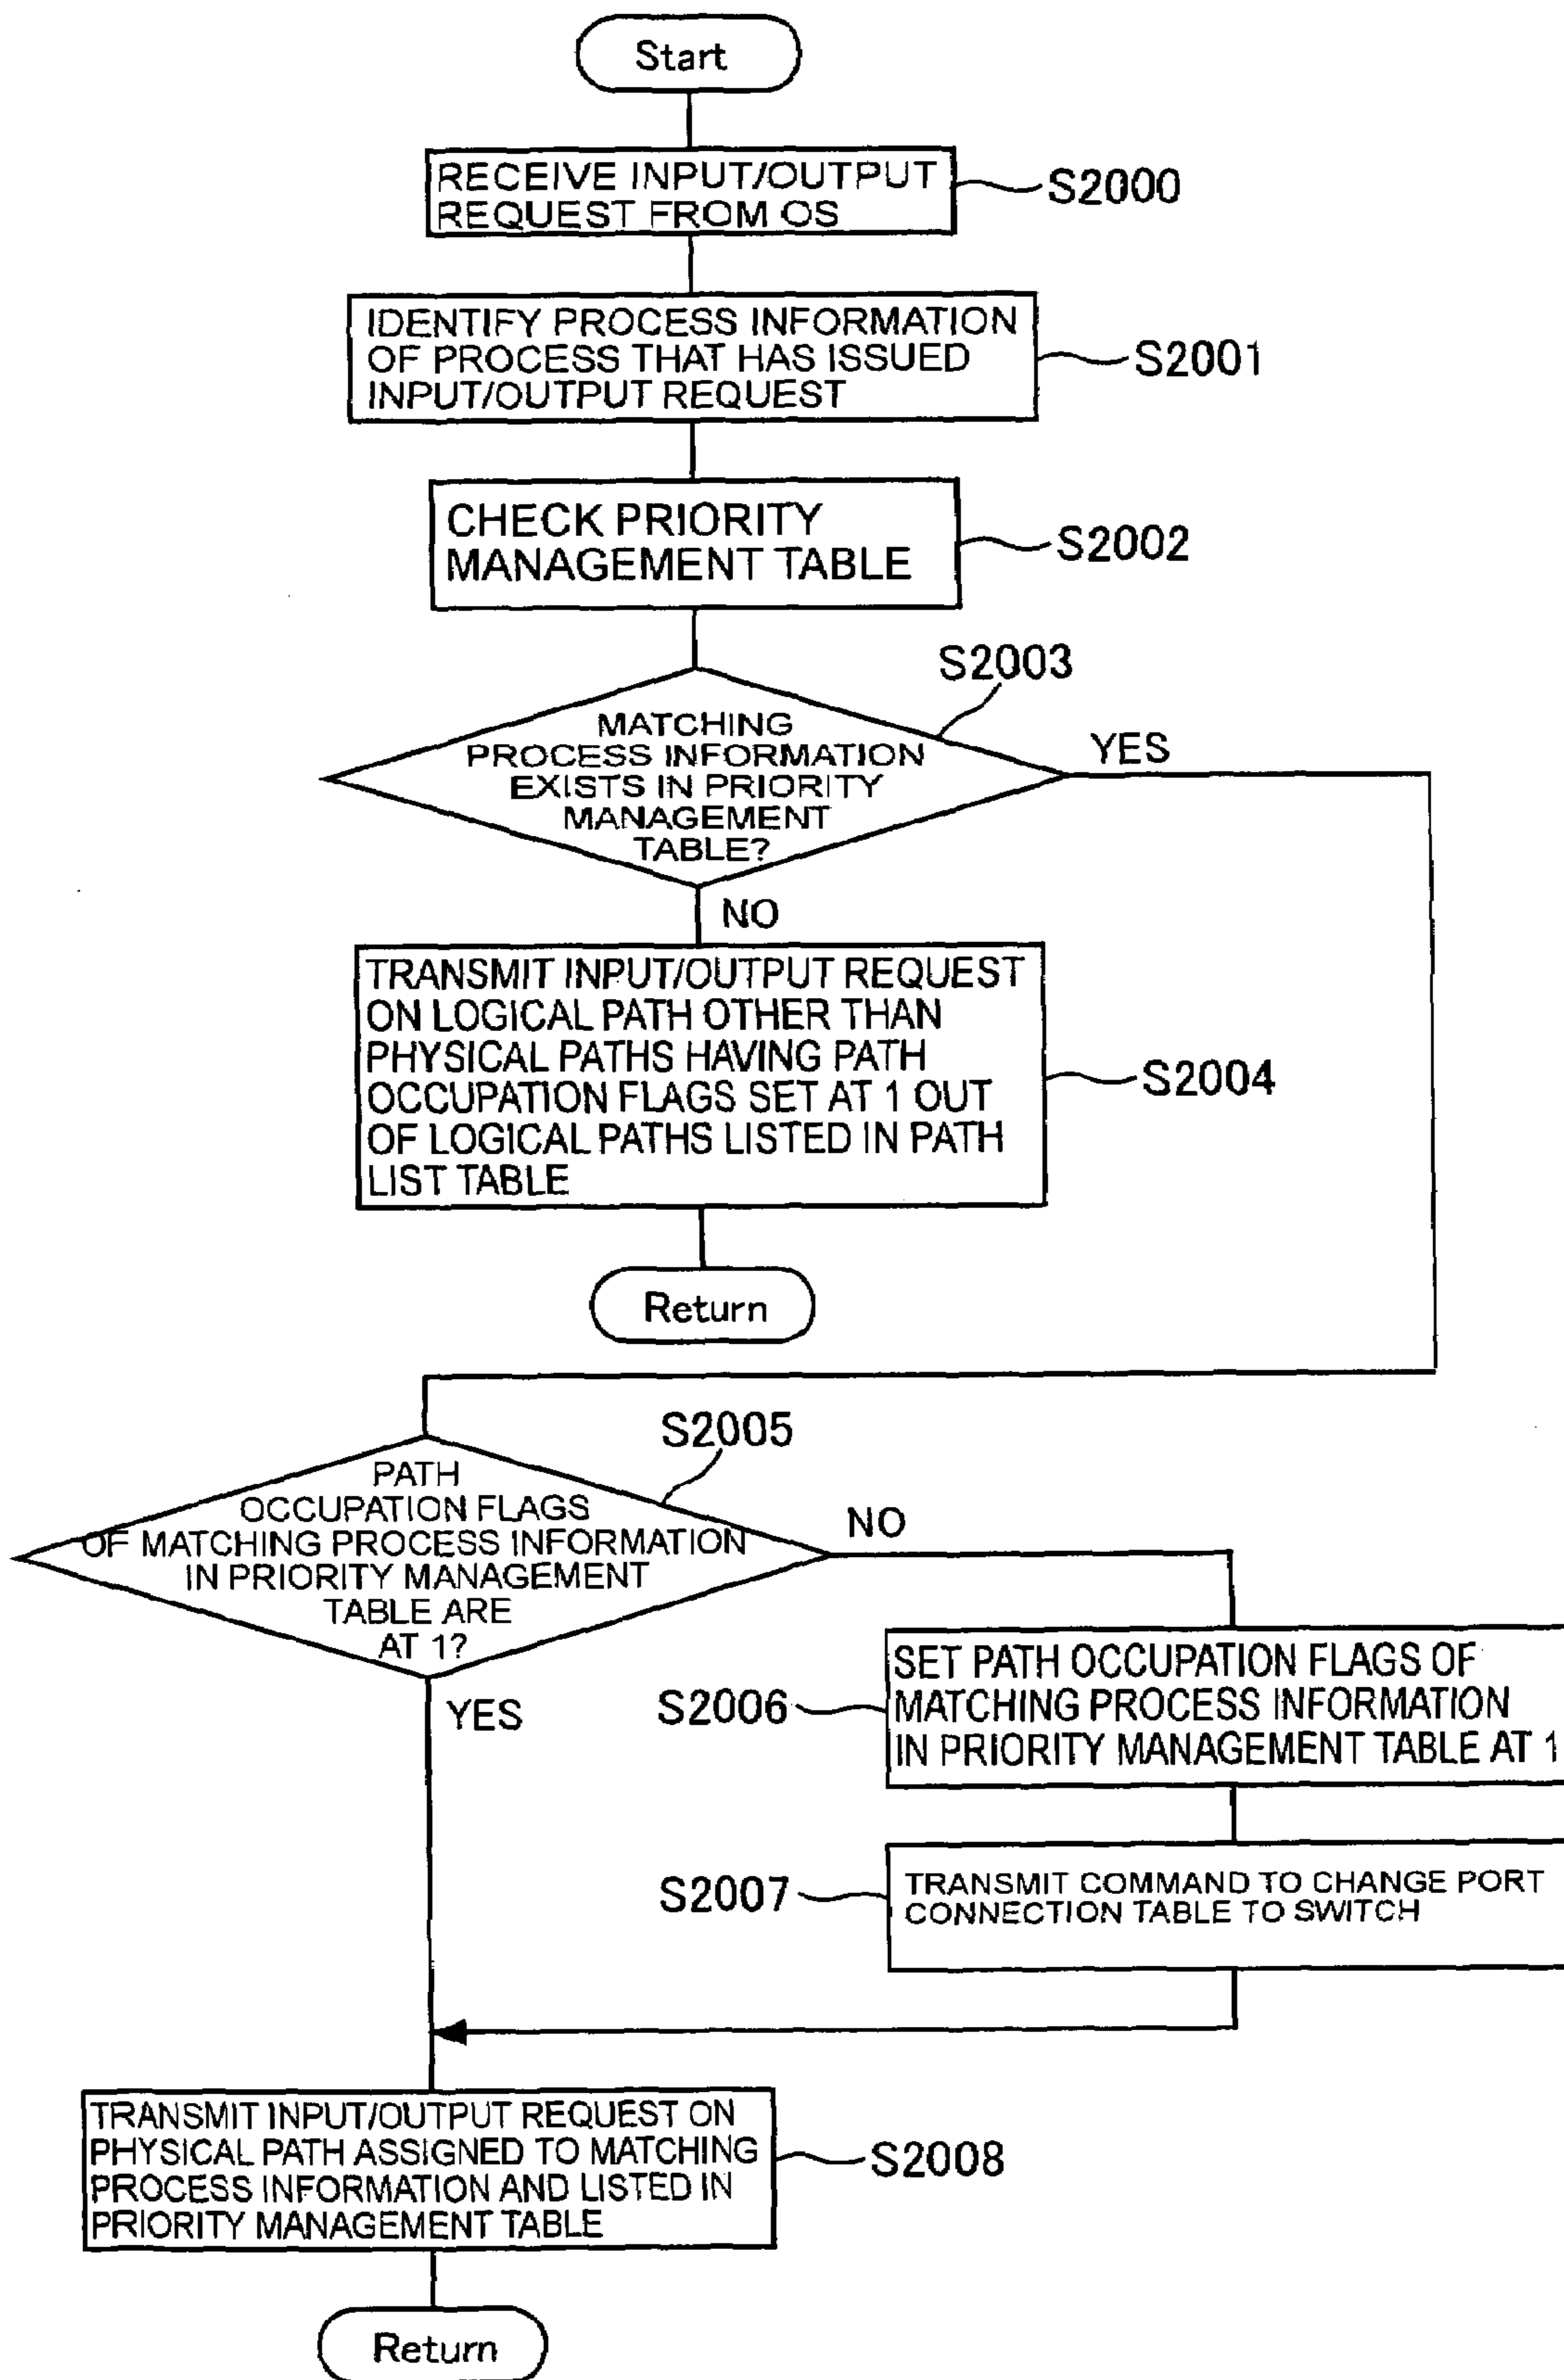 Start
RECEIVE INPUT/OUTPUT
REQUEST FROM OS
S2000
IDENTIFY PROCESS INFORMATION
OF PROCESS THAT HAS ISSUED
INPUT/OUTPUT REQUEST
S2001
CHECK PRIORITY
MANAGEMENT TABLE
S2002
S2003
MATCHING
PROCESS INFORMATION
EXISTS IN PRIORITY
MANAGEMENT
TABLE?
YES
NO
TRANSMIT INPUT/OUTPUT REQUEST
ON LOGICAL PATH OTHER THAN
PHYSICAL PATHS HAVING PATH
OCCUPATION FLAGS SET AT 1 OUT
OF LOGICAL PATHS LISTED IN PATH
LIST TABLE
S2004
Return
S2005
PATH
OCCUPATION FLAGS
OF MATCHING PROCESS INFORMATION
IN PRIORITY MANAGEMENT
TABLE ARE
AT 1?
NO
YES
S2006
SET PATH OCCUPATION FLAGS OF
MATCHING PROCESS INFORMATION
IN PRIORITY MANAGEMENT TABLE AT 1
S2007
TRANSMIT COMMAND TO CHANGE PORT
CONNECTION TABLE TO SWITCH
TRANSMIT INPUT/OUTPUT REQUEST ON
PHYSICAL PATH ASSIGNED TO MATCHING
PROCESS INFORMATION AND LISTED IN
PRIORITY MANAGEMENT TABLE
S2008
Return